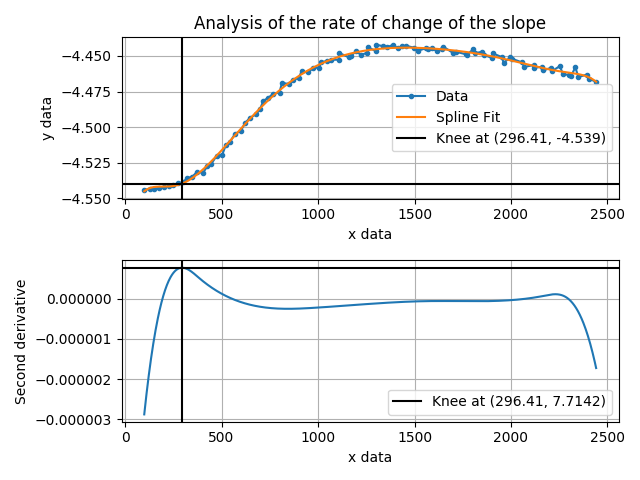 Analysis of the rate of change of the slope
−4.450
−4.475
−4.500
−4.525
−4.550
y data
Data
Spline Fit
Knee at (296.41, -4.539)
0 500 1000 1500 2000 2500
x data
0.000000
−0.000001
−0.000002
−0.000003
Second derivative
Knee at (296.41, 7.7142)
0 500 1000 1500 2000 2500
x data